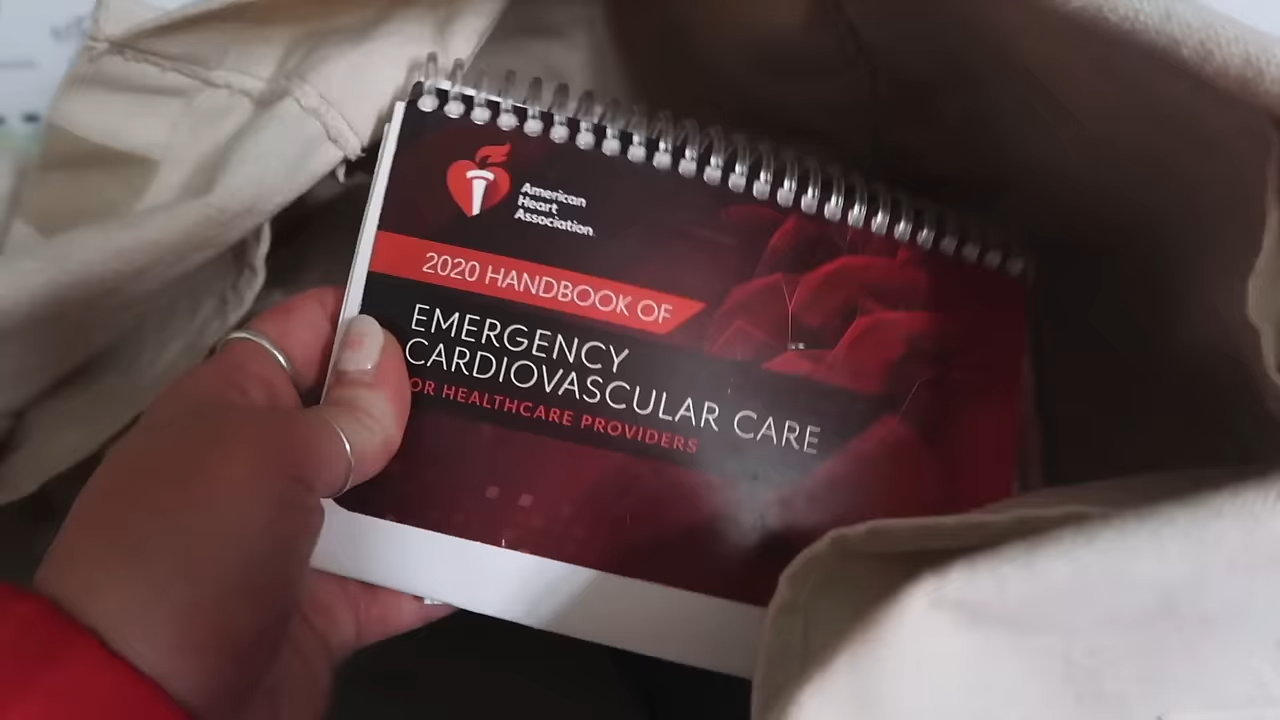 American
Heart
Association
2020 HANDBOOK OF
EMERGENCY
CARDIOVASCULAR CARE
OR HEALTHCARE PROVIDERS